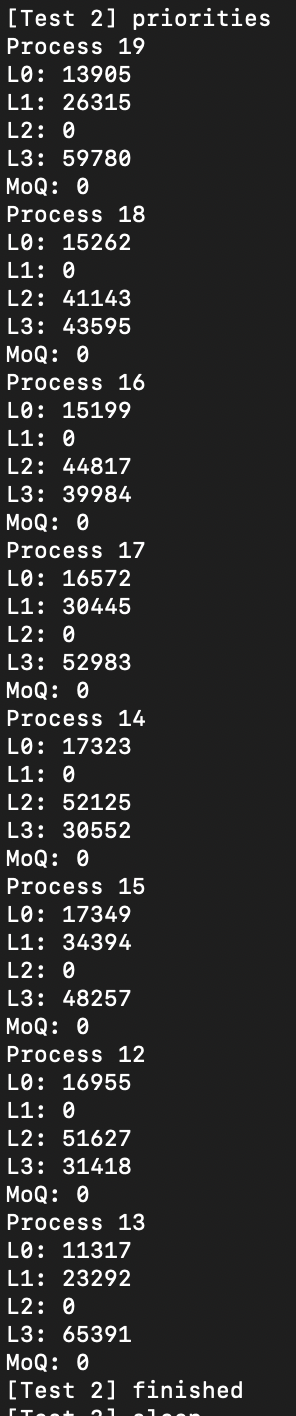 [Test 2] priorities
Process 19
L0: 13905
L1: 26315
L2: 0
L3: 59780
MoQ: 0
Process 18
L0: 15262
L1: 0
L2: 41143
L3: 43595
MoQ: 0
Process 16
L0: 15199
L1: 0
L2: 44817
L3: 39984
MoQ: 0
Process 17
L0: 16572
L1: 30445
L2: 0
L3: 52983
MoQ: 0
Process 14
L0: 17323
L1: 0
L2: 52125
L3: 30552
MoQ: 0
Process 15
L0: 17349
L1: 34394
L2: 0
L3: 48257
MoQ: 0
Process 12
L0: 16955
L1: 0
L2: 51627
L3: 31418
MoQ: 0
Process 13
L0: 11317
L1: 23292
L2: 0
L3: 65391
MoQ: 0
[Test 2] finished